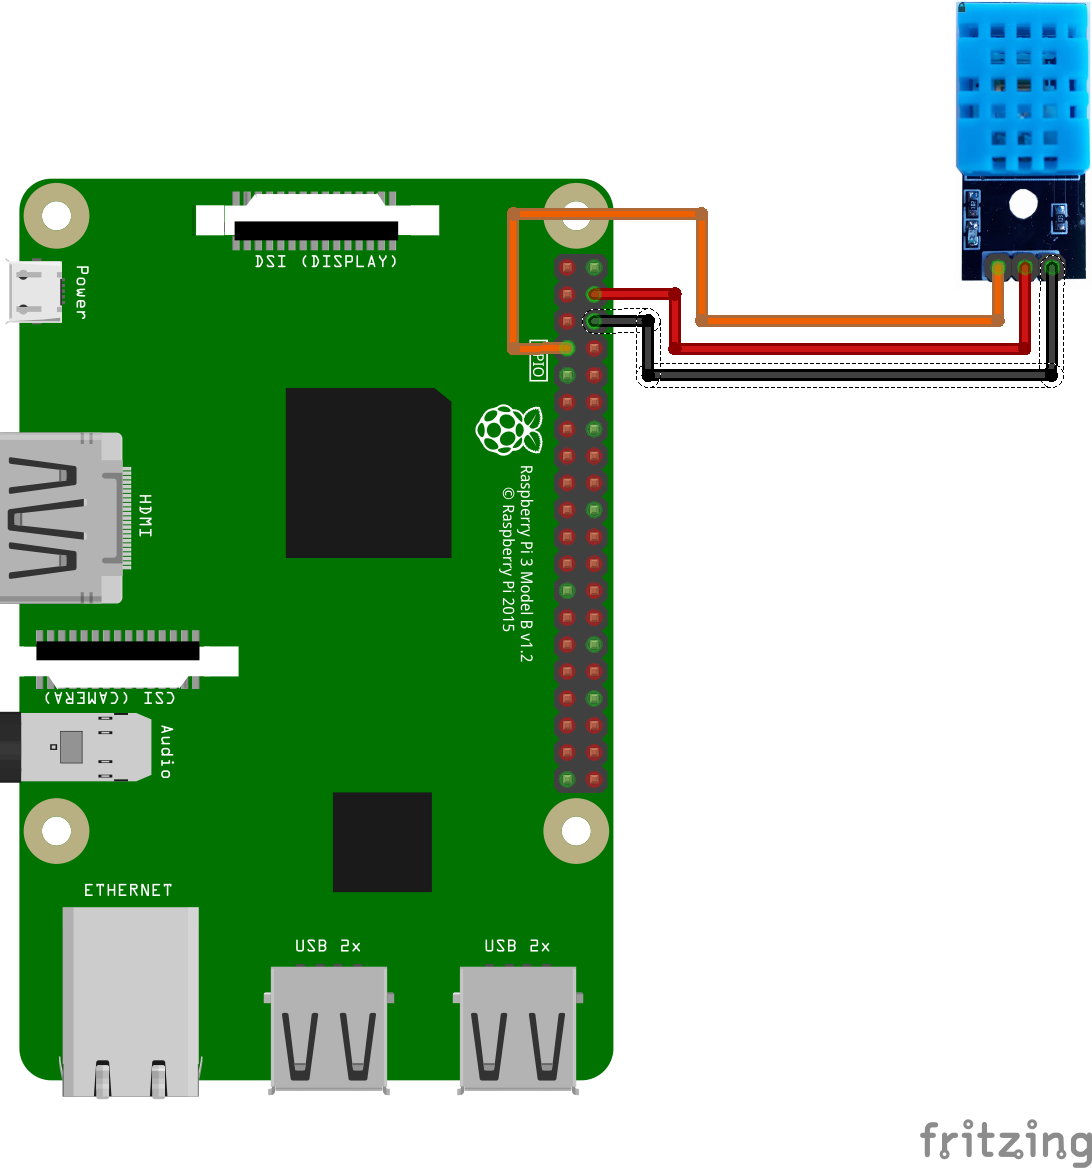 DSI (DISPLAY)
Power
GPIO
HDMI
Raspberry Pi 3 Model B v1.2
© Raspberry Pi 2015
CSI (CAMERA)
Audio
ETHERNET
USB 2x
USB 2x
fritzing